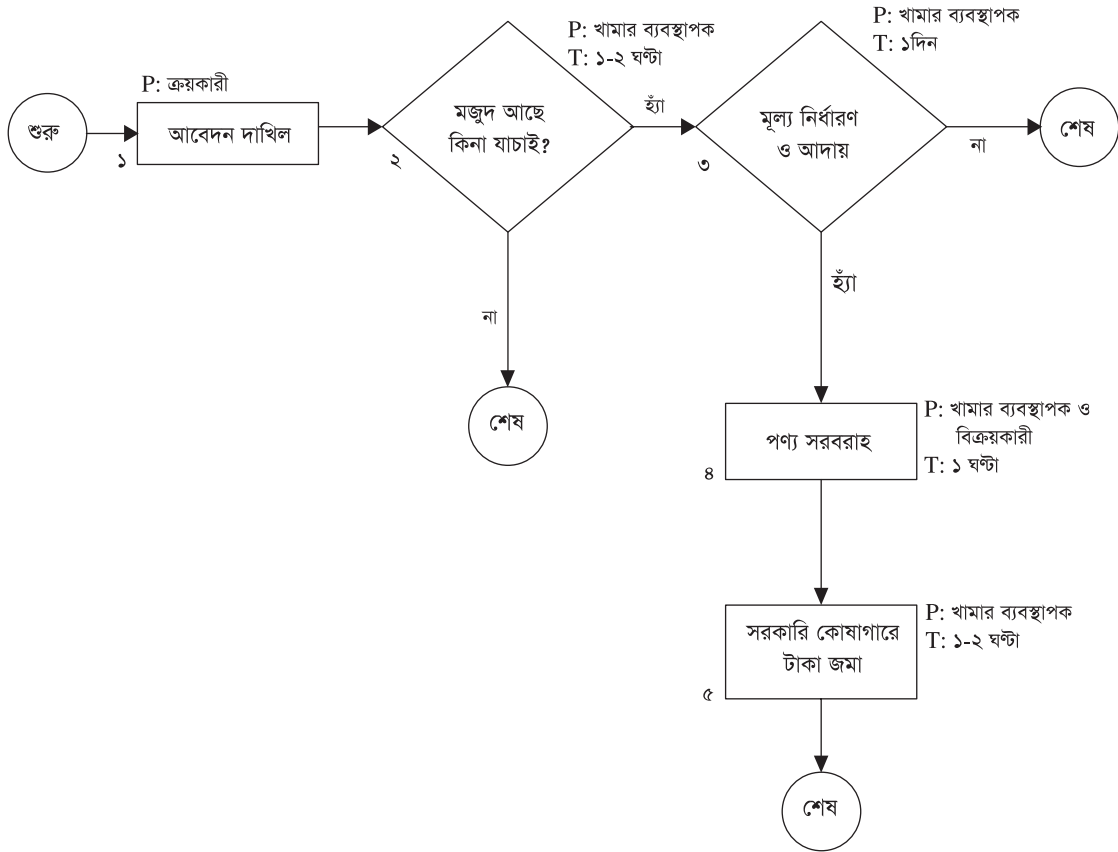 শুরু
P: ক্রয়কারী
আবেদন দাখিল
১
P: খামার ব্যবস্থাপক
T: ১-২ ঘণ্টা
মজুদ আছে
কিনা যাচাই?
২
হ্যাঁ
না
শেষ
P: খামার ব্যবস্থাপক
T: ১দিন
মূল্য নির্ধারণ
ও আদায়
৩
না
শেষ
হ্যাঁ
P: খামার ব্যবস্থাপক ও
বিক্রয়কারী
T: ১ ঘণ্টা
পণ্য সরবরাহ
৪
P: খামার ব্যবস্থাপক
T: ১-২ ঘণ্টা
সরকারি কোষাগারে
টাকা জমা
৫
শেষ